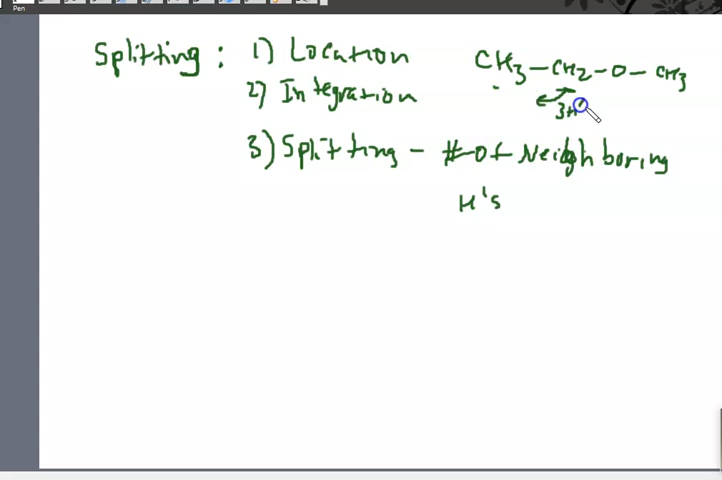 Splitting : 1) Location
CH3-CH2-O-CH3
2) Integration
3H
3) Splitting - # of Neighboring
H's
Pen